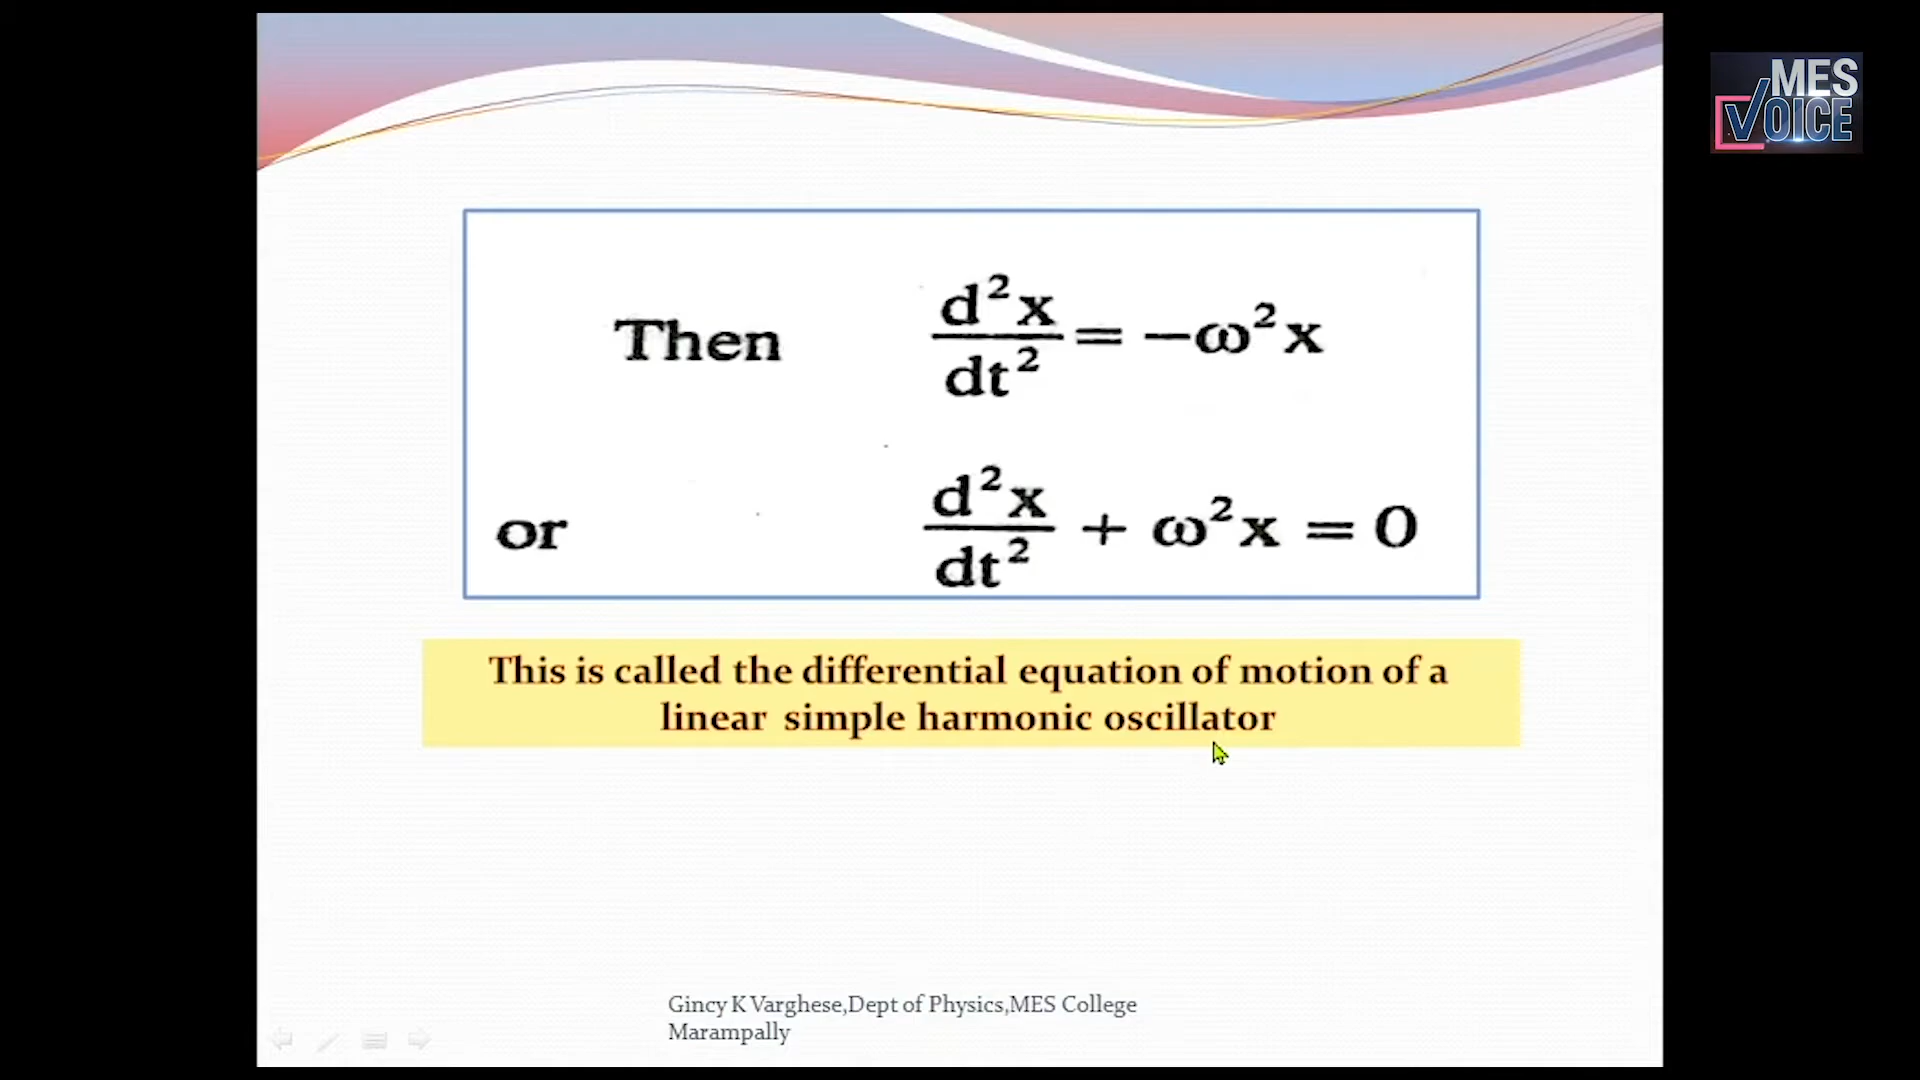 MES
VOICE
Then d²x/dt² = −ω²x
or d²x/dt² + ω²x = 0
This is called the differential equation of motion of a
linear simple harmonic oscillator
Gincy K Varghese,Dept of Physics,MES College
Marampally